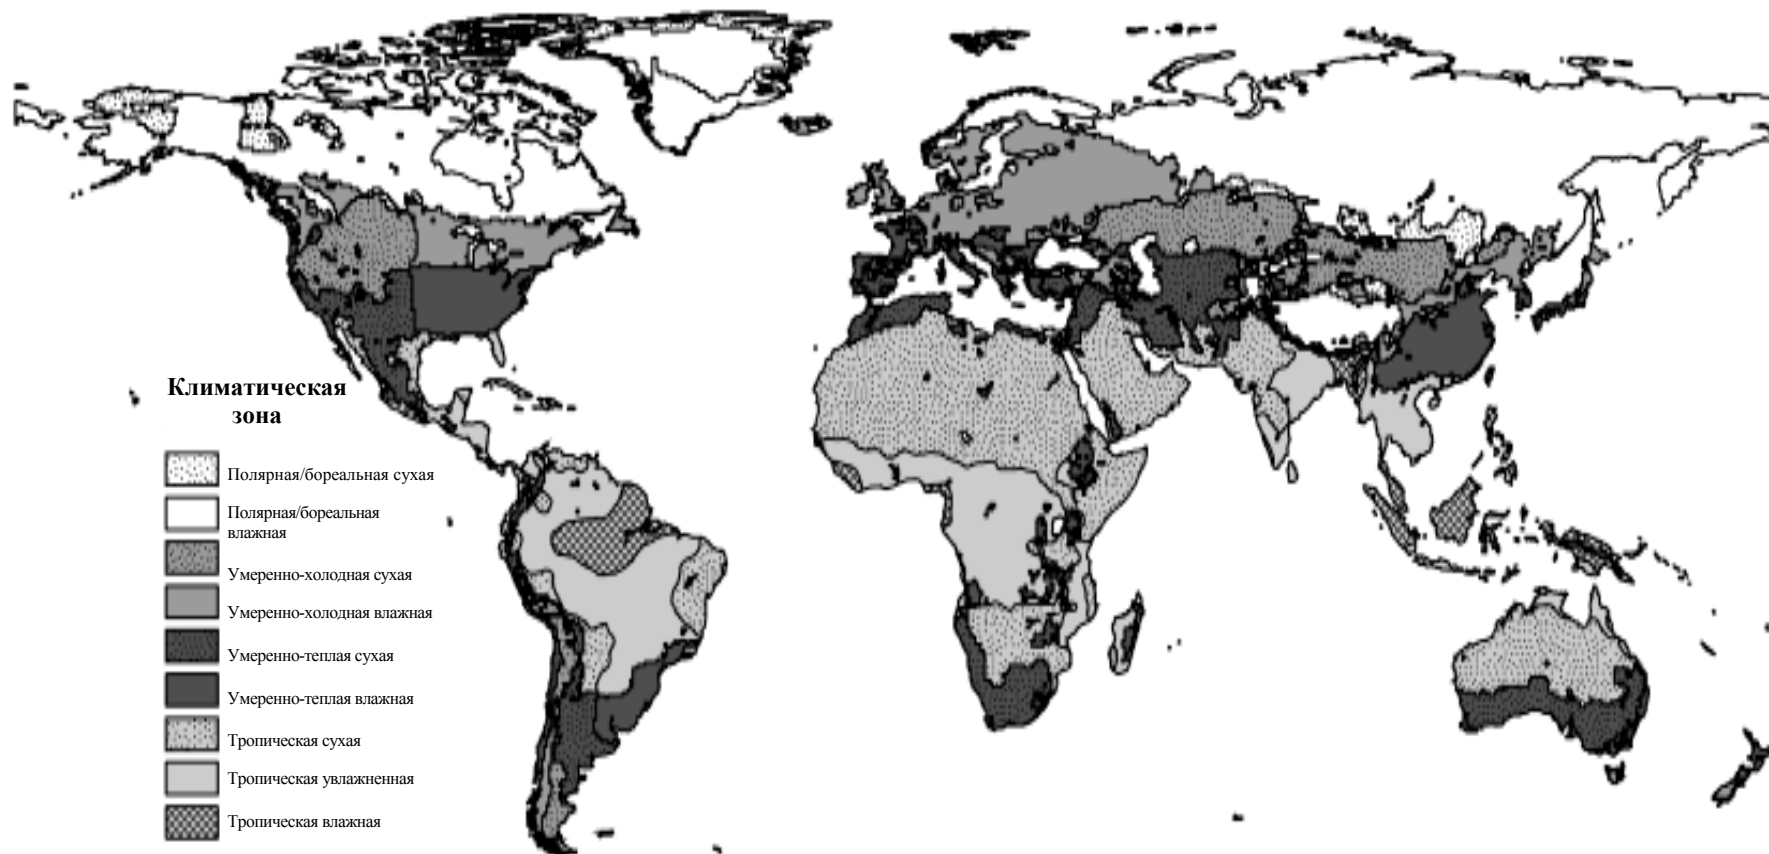 Климатическая
зона
Полярная/бореальная сухая
Полярная/бореальная
влажная
Умеренно-холодная сухая
Умеренно-холодная влажная
Умеренно-теплая сухая
Умеренно-теплая влажная
Тропическая сухая
Тропическая увлажненная
Тропическая влажная